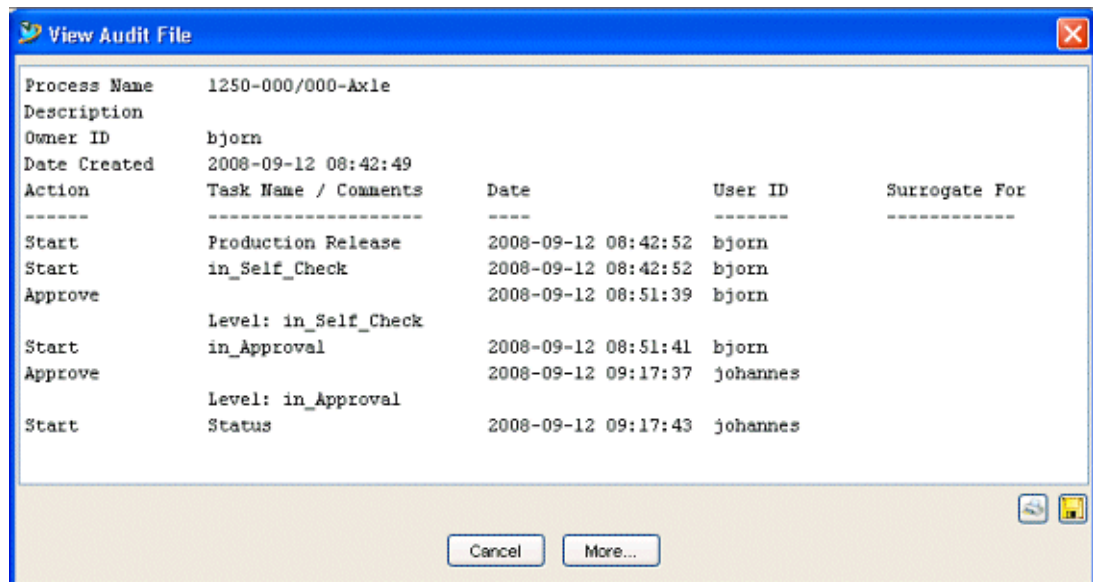 View Audit File
Process Name 1250-000/000-Axle
Description
Owner ID bjorn
Date Created 2008-09-12 08:42:49
Action Task Name / Comments Date User ID Surrogate For
------ -------------------- ---- ------- ------------
Start Production Release 2008-09-12 08:42:52 bjorn
Start in_Self_Check 2008-09-12 08:42:52 bjorn
Approve 2008-09-12 08:51:39 bjorn
Level: in_Self_Check
Start in_Approval 2008-09-12 08:51:41 bjorn
Approve 2008-09-12 09:17:37 johannes
Level: in_Approval
Start Status 2008-09-12 09:17:43 johannes
Cancel More...